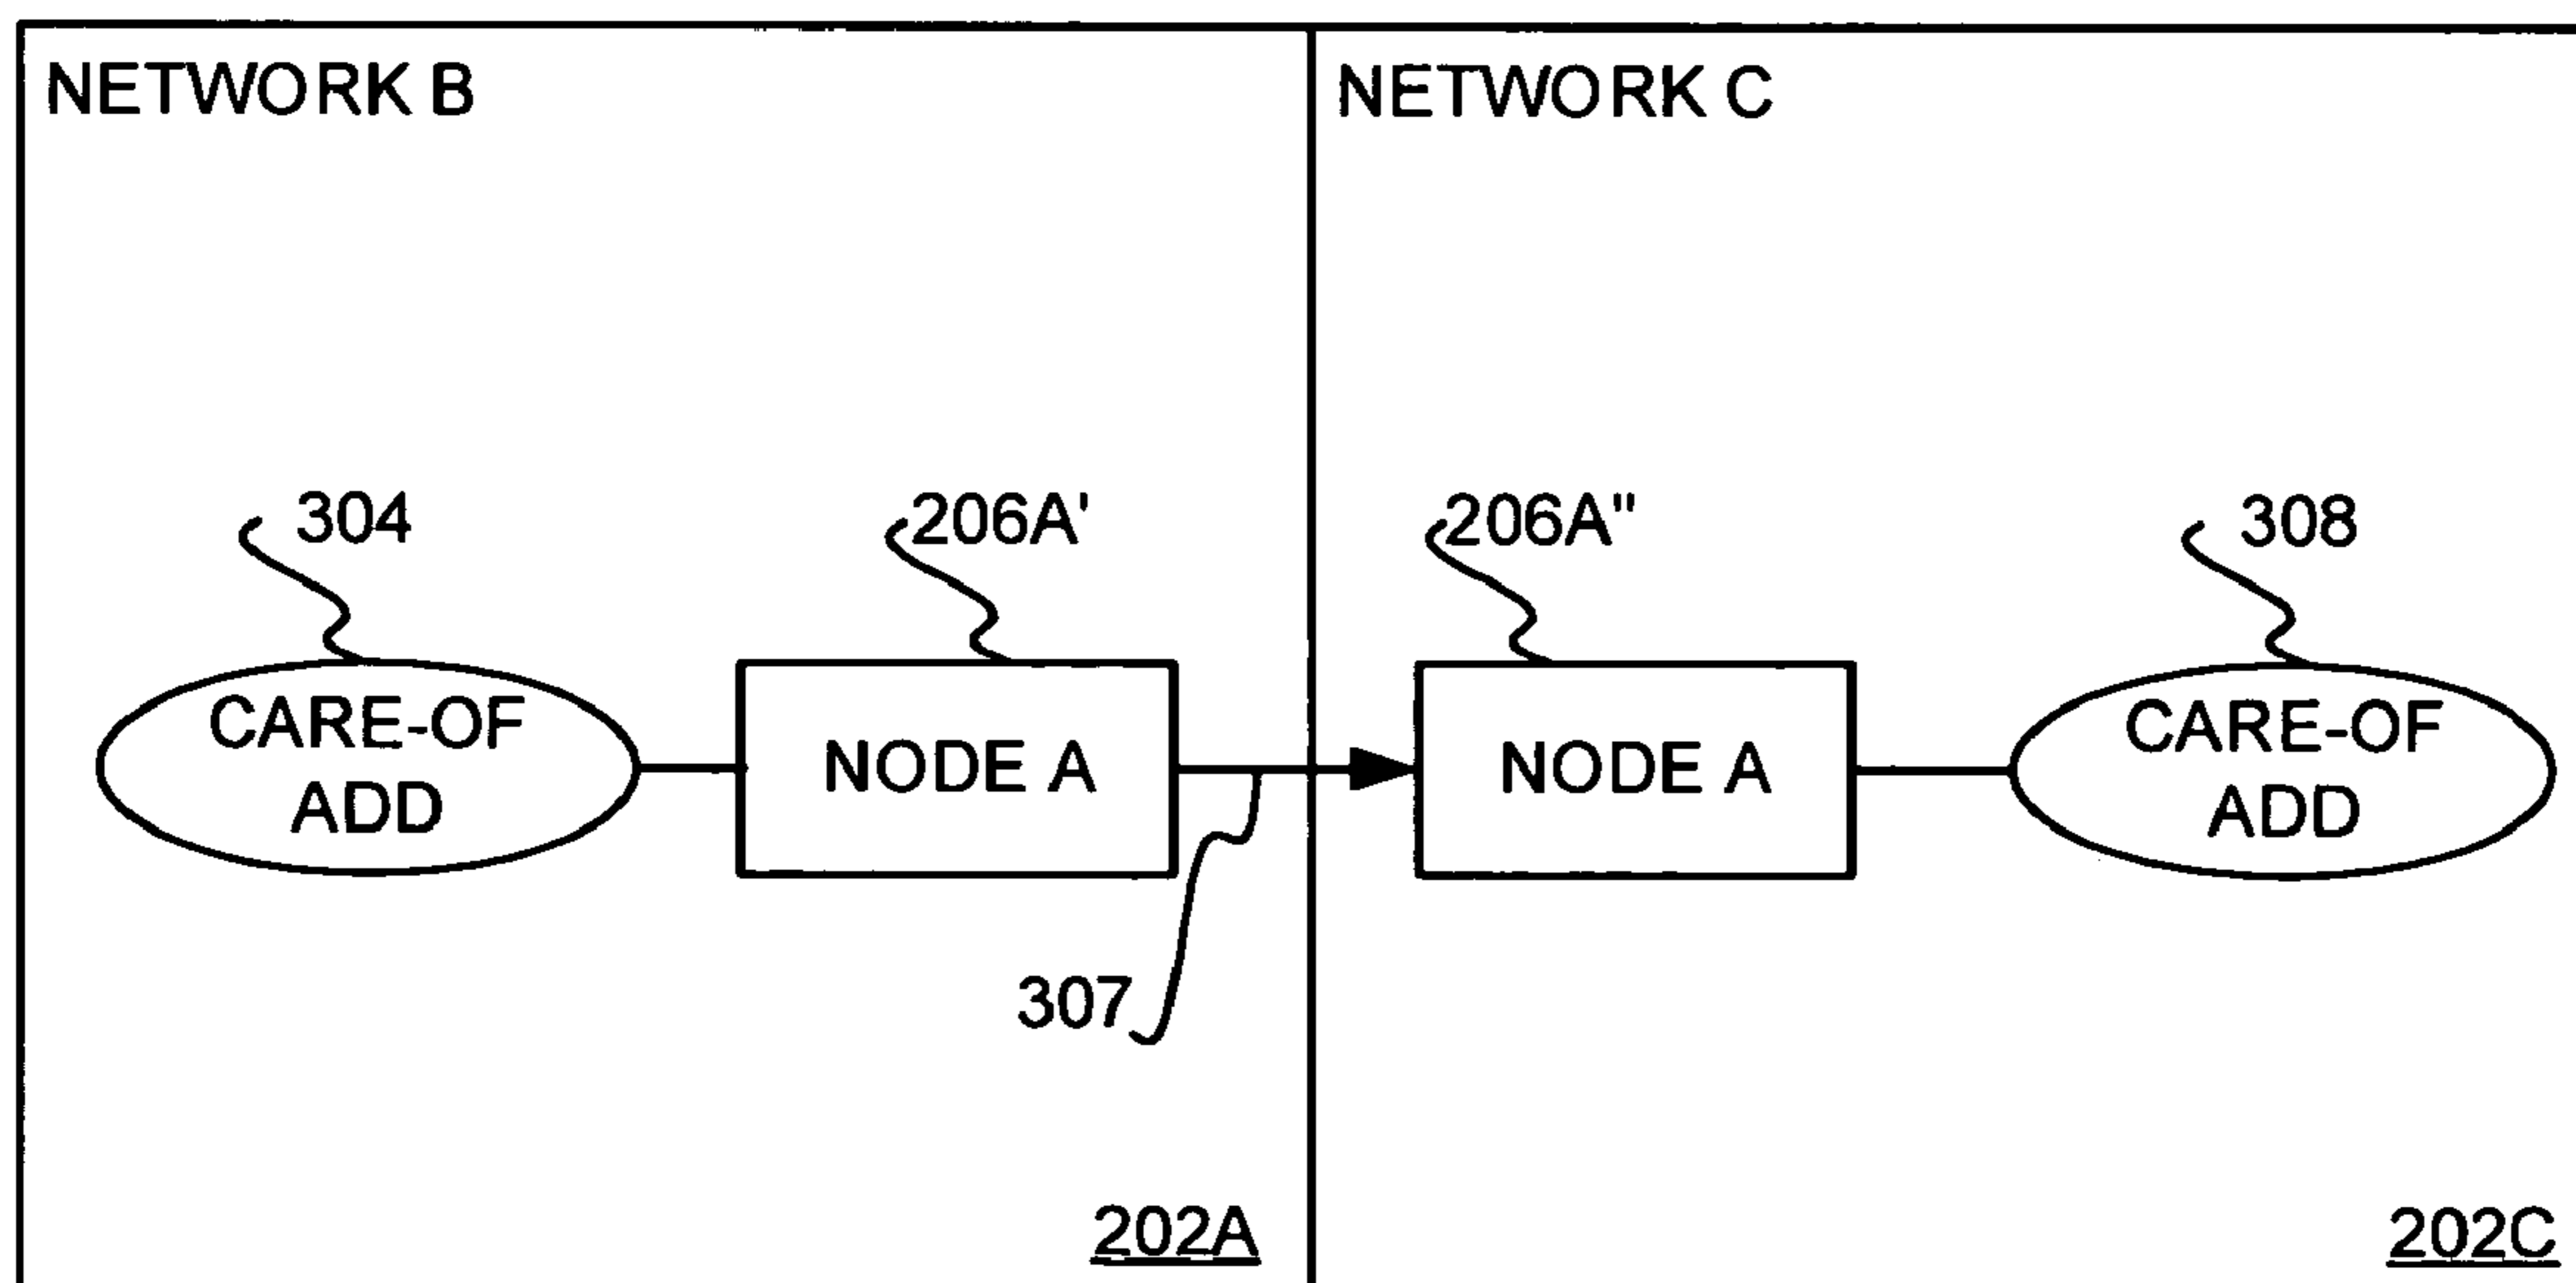 NETWORK B
NETWORK C
304
206A'
206A"
308
CARE-OF
ADD
NODE A
NODE A
CARE-OF
ADD
307
202A
202C